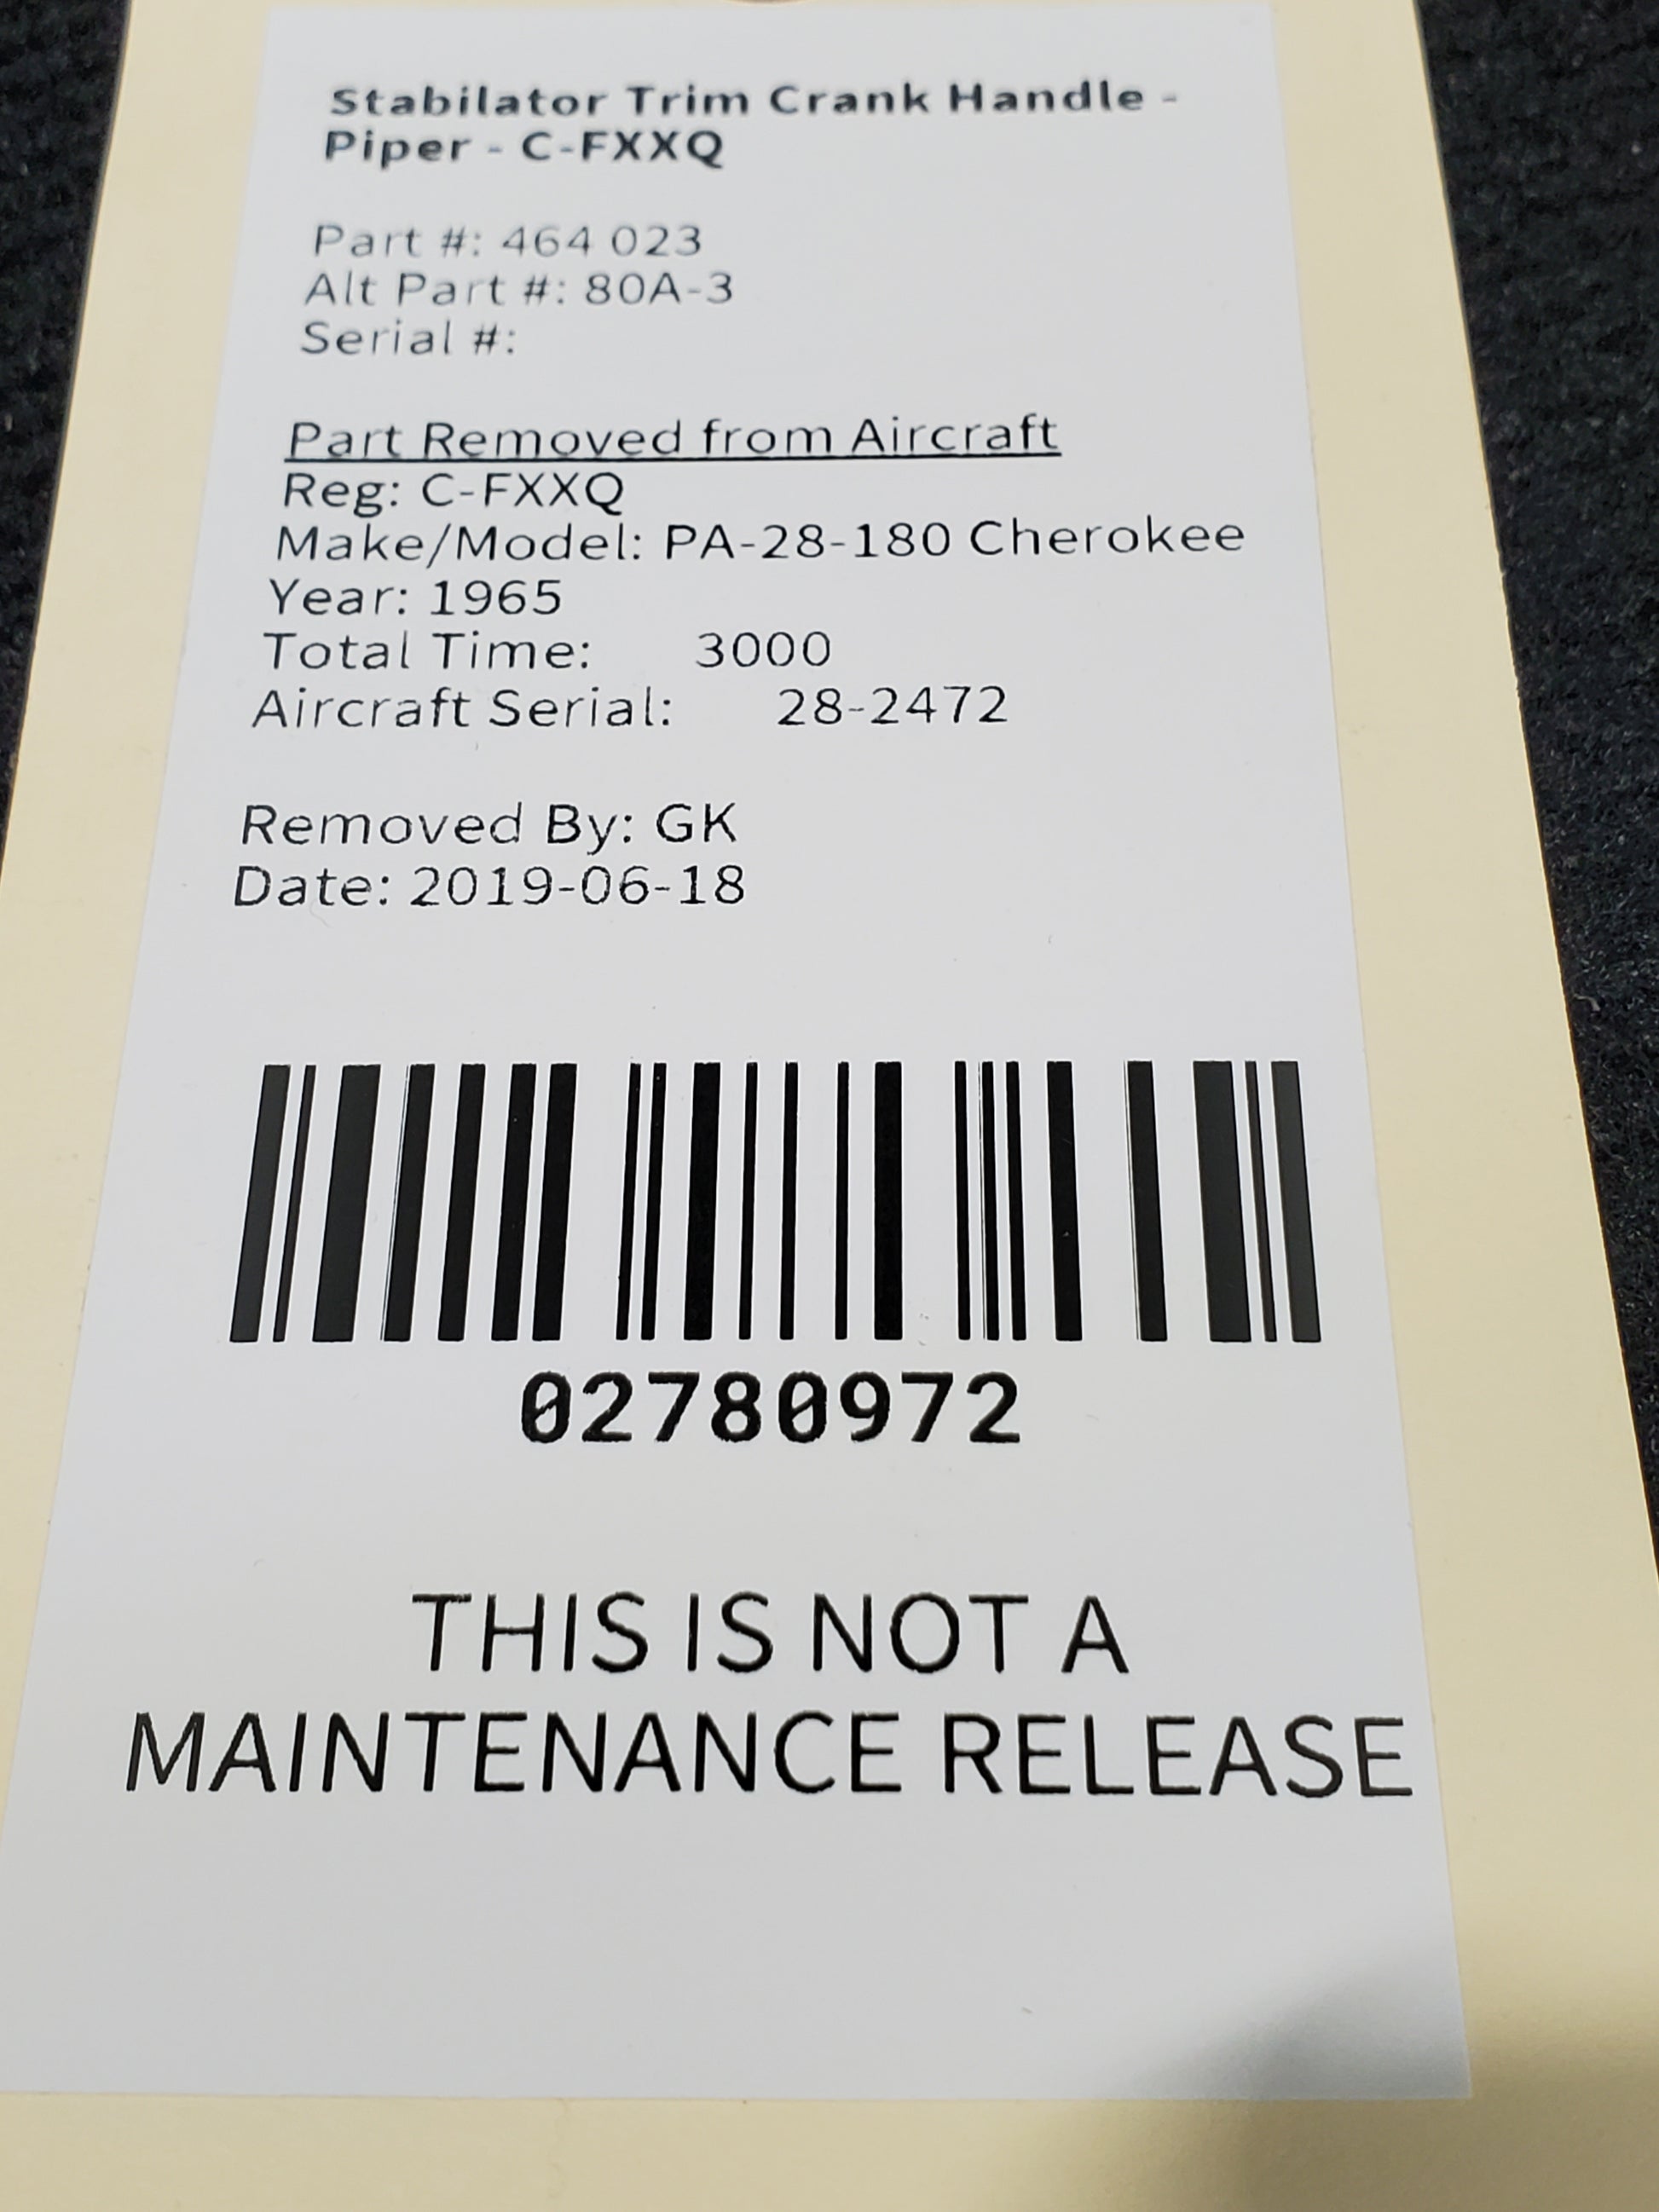 Stabilator Trim Crank Handle -
Piper - C-FXXQ
Part #: 464 023
Alt Part #: 80A-3
Serial #:
Part Removed from Aircraft
Reg: C-FXXQ
Make/Model: PA-28-180 Cherokee
Year: 1965
Total Time: 3000
Aircraft Serial: 28-2472
Removed By: GK
Date: 2019-06-18
02780972
THIS IS NOT A
MAINTENANCE RELEASE